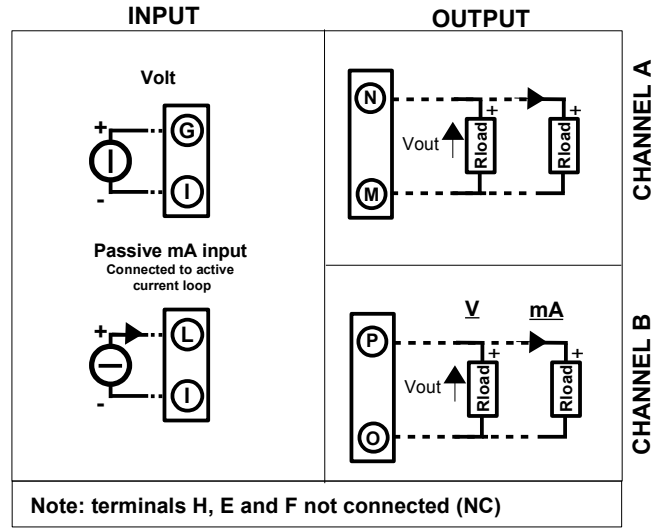 INPUT
OUTPUT
Volt
+
G
-
I
Passive mA input
Connected to active
current loop
+
L
-
I
N
+
+
Vout
Rload
Rload
M
CHANNEL A
V
mA
P
+
+
Vout
Rload
Rload
O
CHANNEL B
Note: terminals H, E and F not connected (NC)